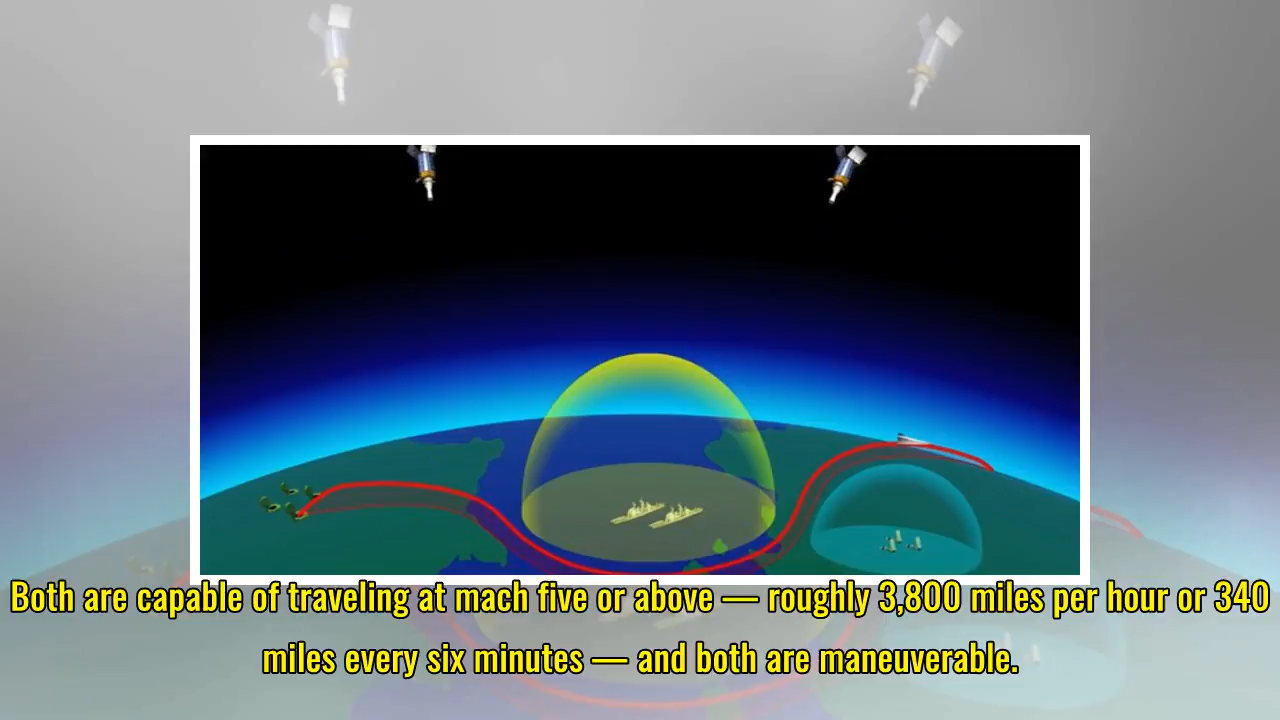 Both are capable of traveling at mach five or above — roughly 3,800 miles per hour or 340
miles every six minutes — and both are maneuverable.